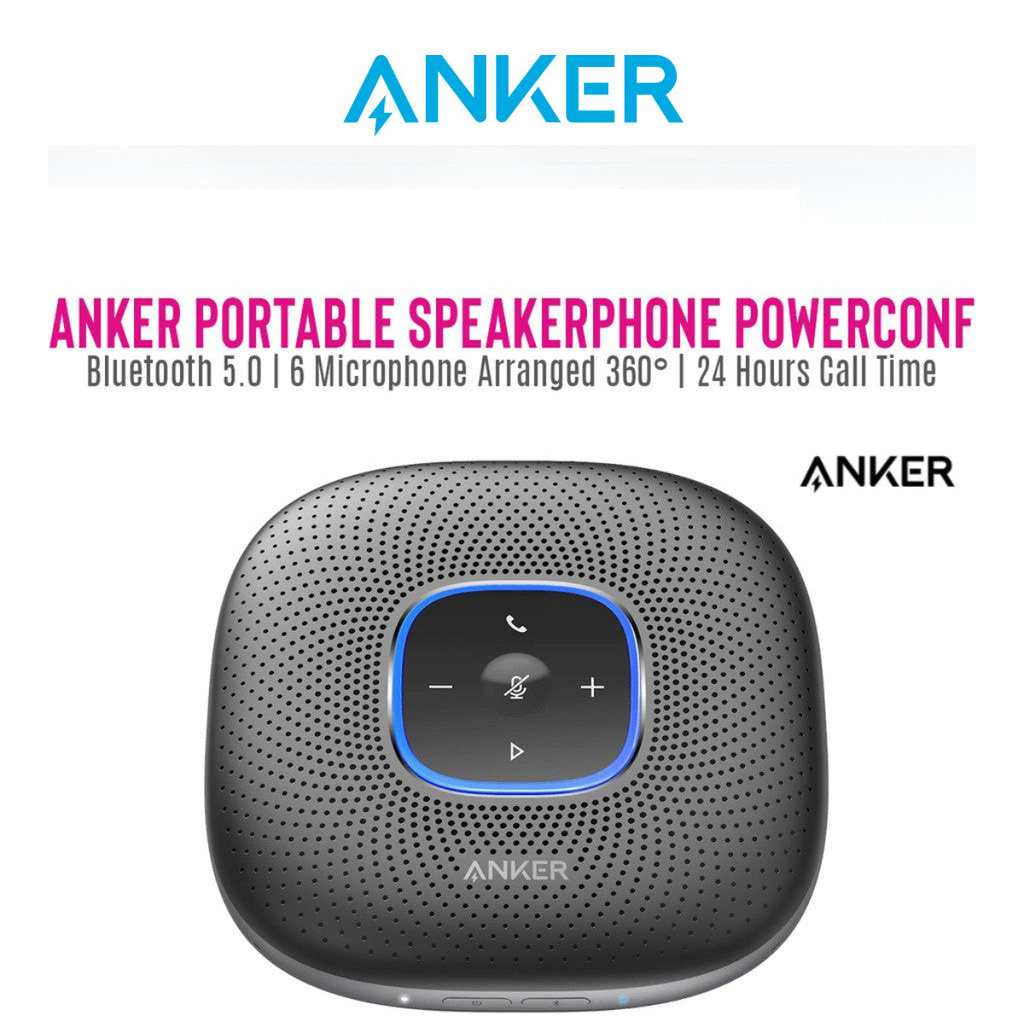 ANKER
ANKER PORTABLE SPEAKERPHONE POWERCONF
Bluetooth 5.0 | 6 Microphone Arranged 360° | 24 Hours Call Time
ANKER
ANKER